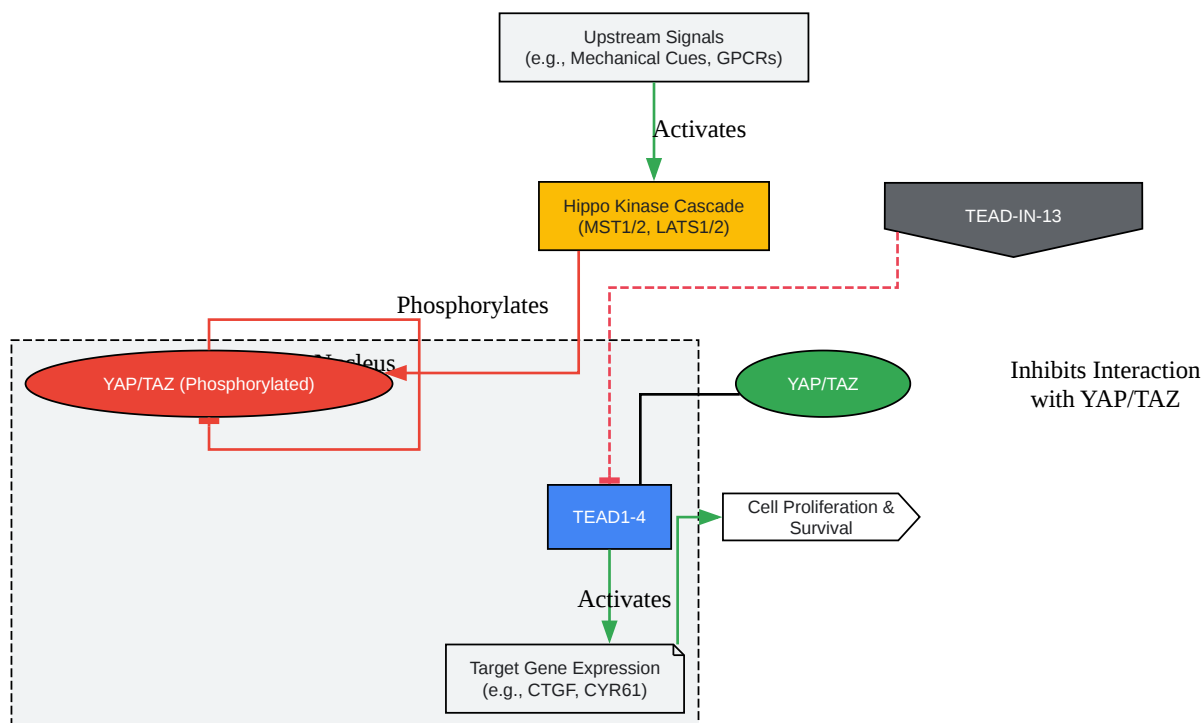 Upstream Signals
(e.g., Mechanical Cues, GPCRs)
Activates
Hippo Kinase Cascade
(MST1/2, LATS1/2)
TEAD-IN-13
Phosphorylates
Nucleus
YAP/TAZ (Phosphorylated)
YAP/TAZ
Inhibits Interaction
with YAP/TAZ
TEAD1-4
Cell Proliferation &
Survival
Activates
Target Gene Expression
(e.g., CTGF, CYR61)